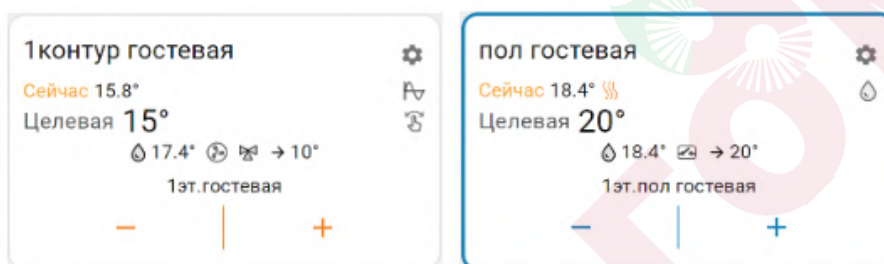 1контур гостевая
Сейчас 15.8°
Целевая 15°
17.4° → 10°
1эт.гостевая
− +
пол гостевая
Сейчас 18.4°
Целевая 20°
18.4° → 20°
1эт.пол гостевая
− +